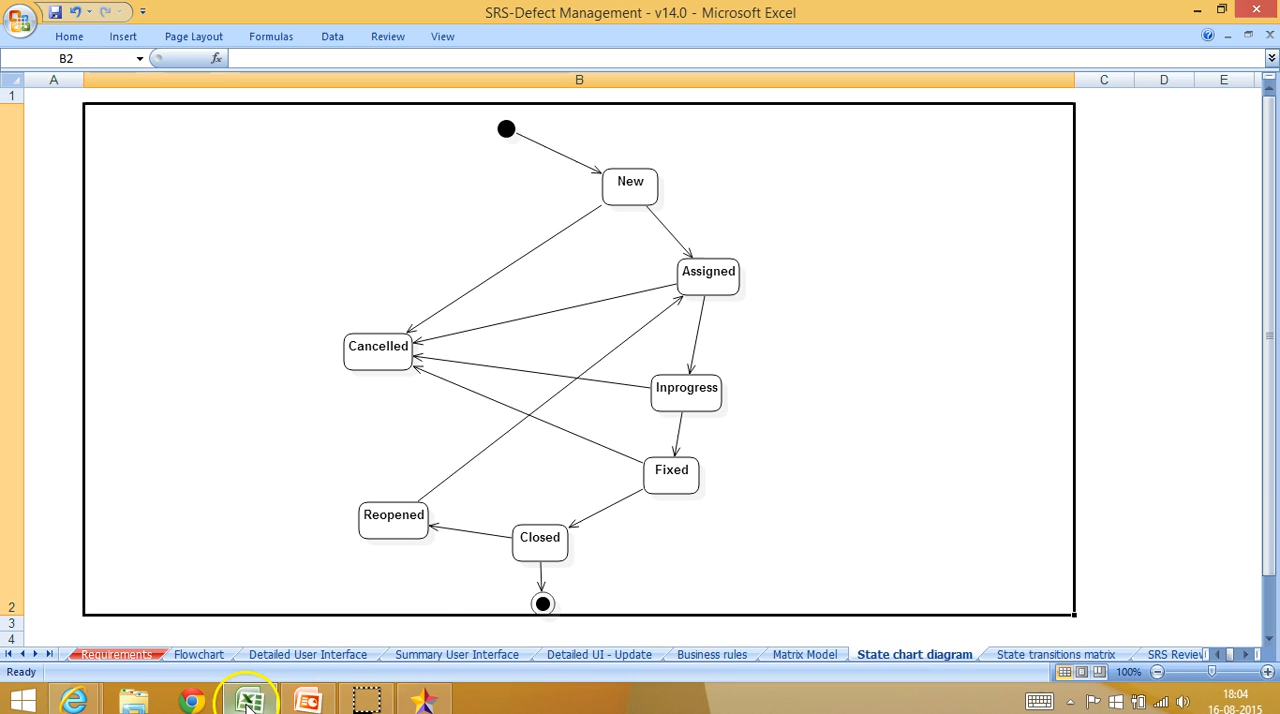 SRS-Defect Management - v14.0 - Microsoft Excel
Home Insert Page Layout Formulas Data Review View
B2 fx
A B C D E
1
New
Assigned
Cancelled
Inprogress
Fixed
Reopened
Closed
2
3
4
Requirements Flowchart Detailed User Interface Summary User Interface Detailed UI - Update Business rules Matrix Model State chart diagram State transitions matrix SRS Review
Ready 100%
18:04
16-08-2015